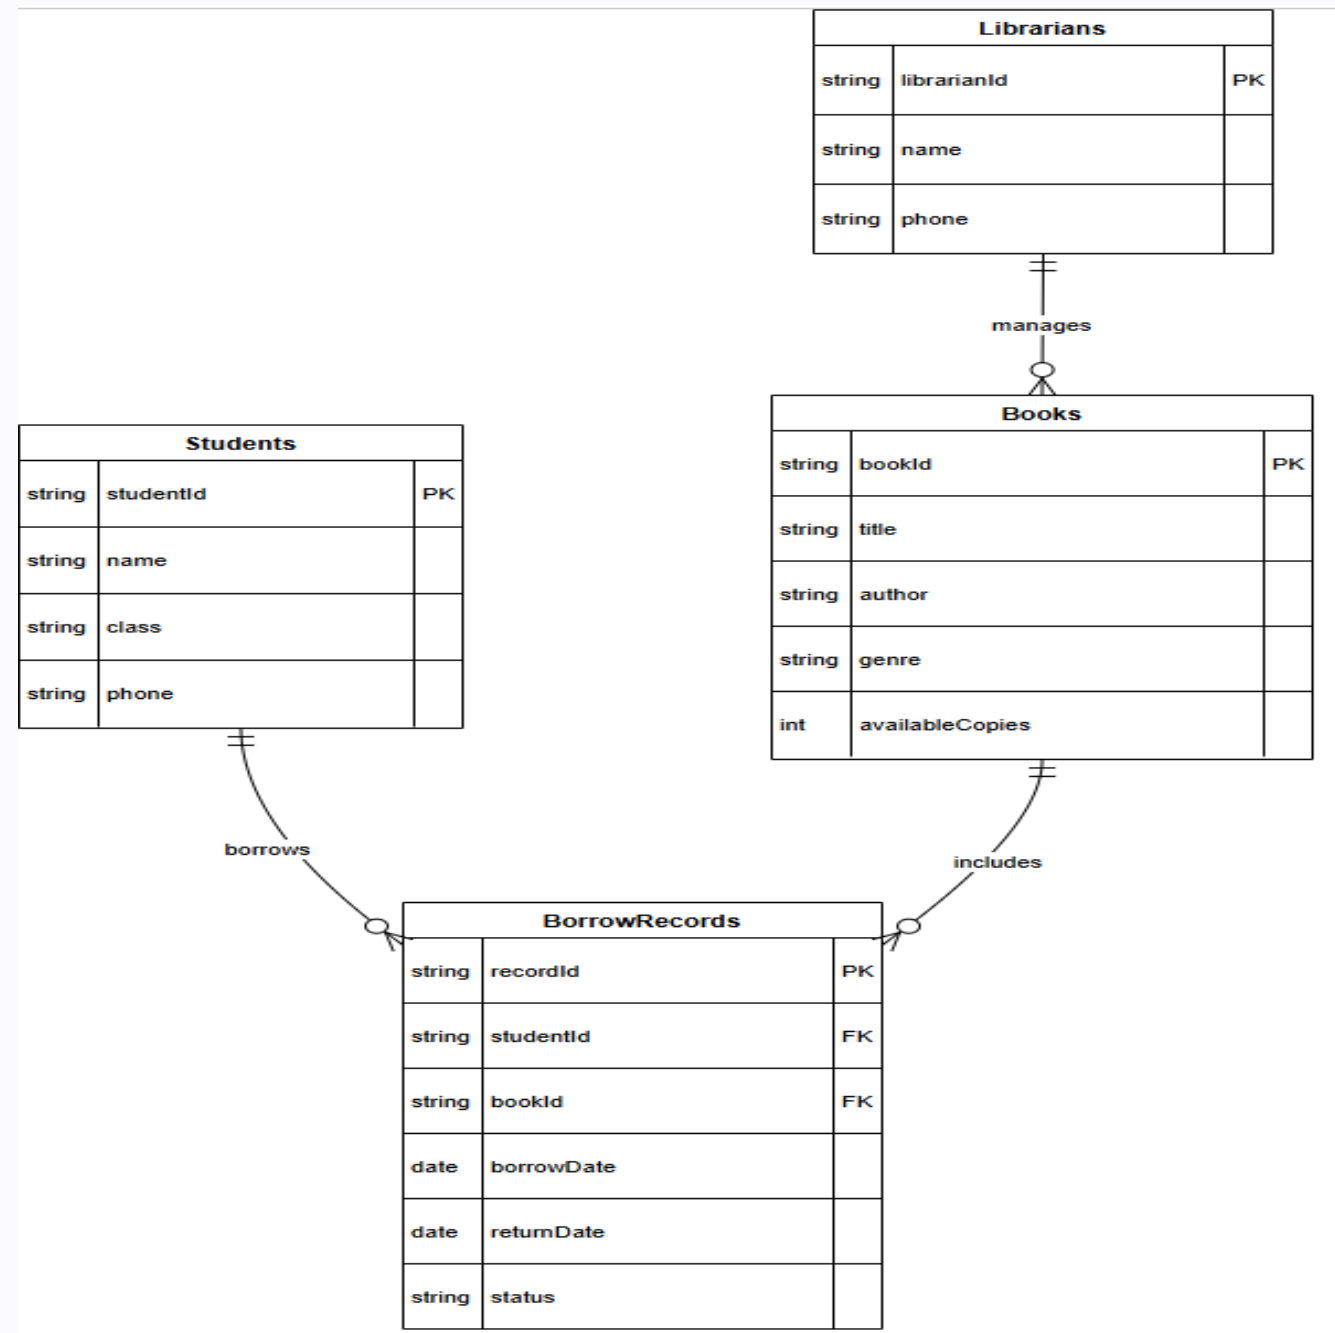 Librarians
string librarianId PK
string name
string phone
manages
Books
string bookId PK
string title
string author
string genre
int availableCopies
Students
string studentId PK
string name
string class
string phone
borrows
includes
BorrowRecords
string recordId PK
string studentId FK
string bookId FK
date borrowDate
date returnDate
string status